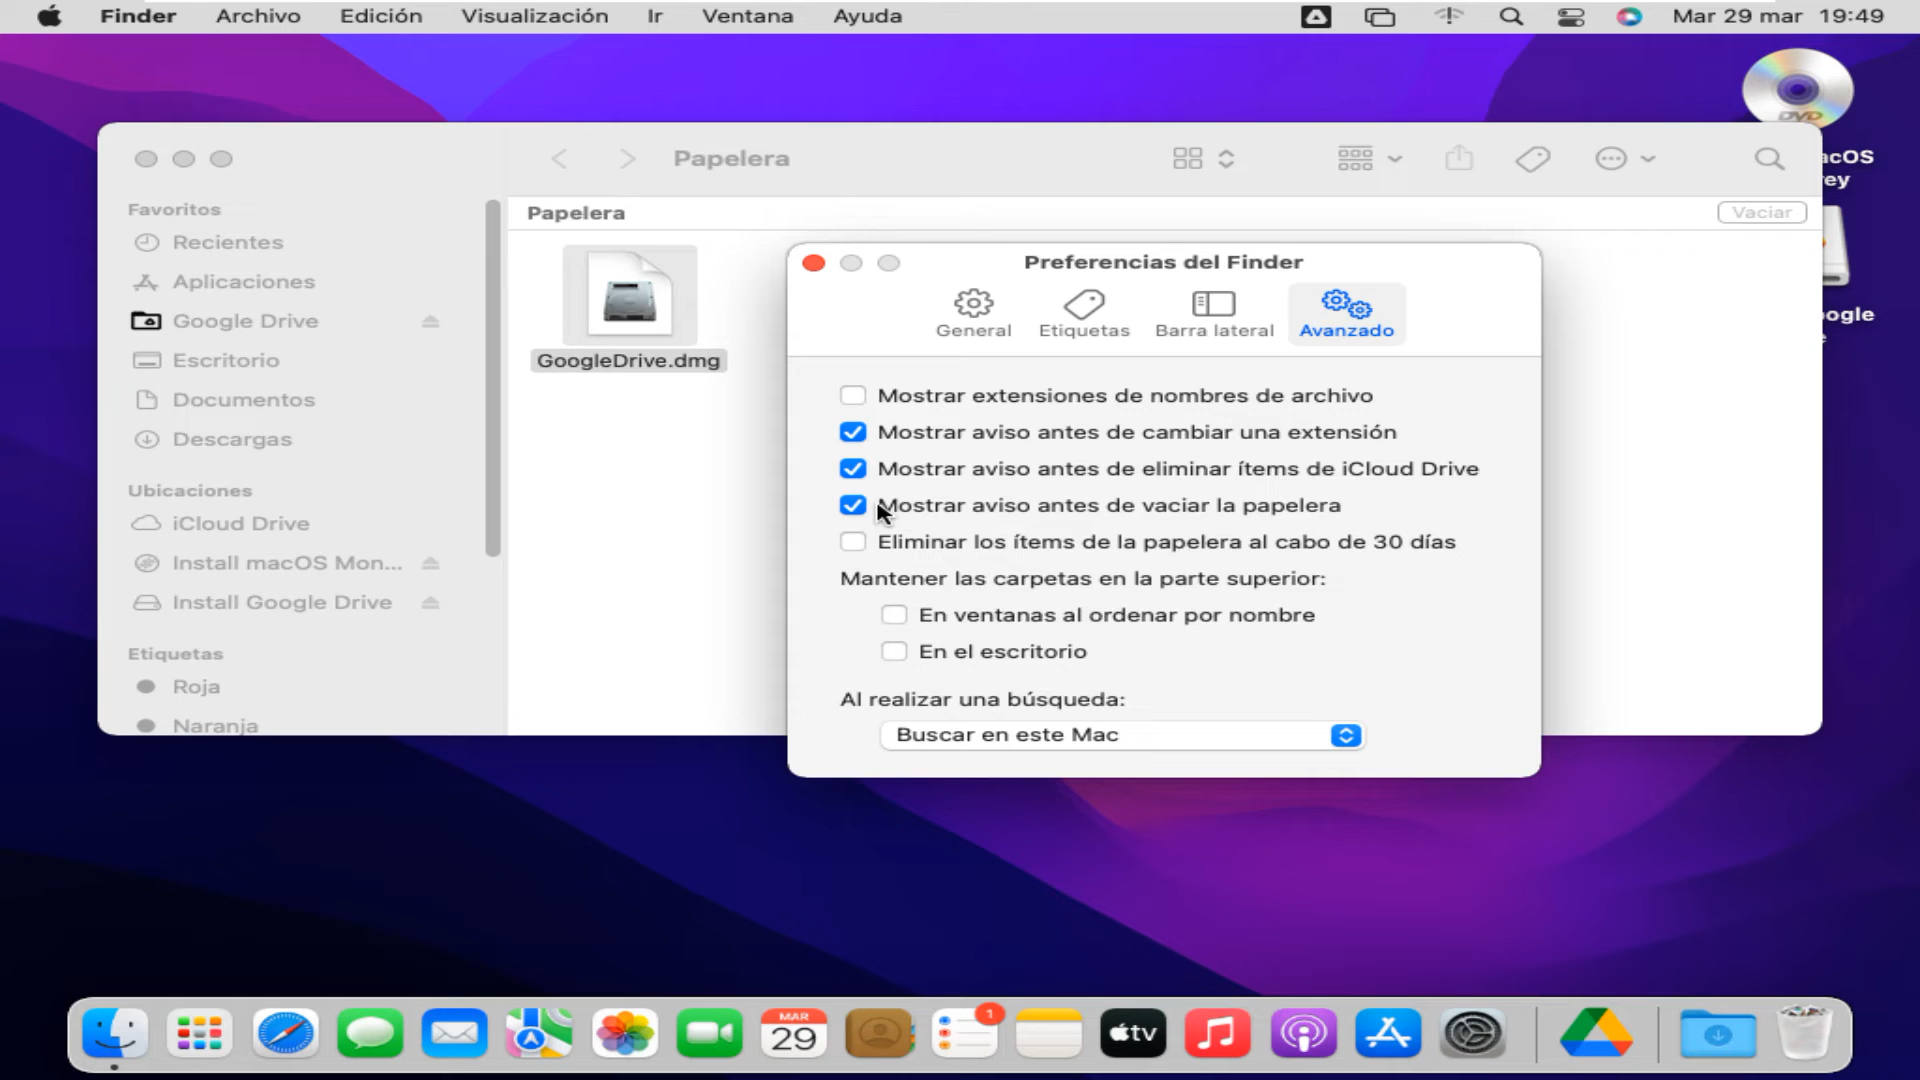 Finder Archivo Edición Visualización Ir Ventana Ayuda Mar 29 mar 19:49
DVD
acOS
rey
oogle
e
Papelera
Favoritos
Recientes
Aplicaciones
Google Drive
Escritorio
Documentos
Descargas
Ubicaciones
iCloud Drive
Install macOS Mon...
Install Google Drive
Etiquetas
Roja
Naranja
Papelera
Vaciar
GoogleDrive.dmg
Preferencias del Finder
General Etiquetas Barra lateral Avanzado
Mostrar extensiones de nombres de archivo
Mostrar aviso antes de cambiar una extensión
Mostrar aviso antes de eliminar ítems de iCloud Drive
Mostrar aviso antes de vaciar la papelera
Eliminar los ítems de la papelera al cabo de 30 días
Mantener las carpetas en la parte superior:
En ventanas al ordenar por nombre
En el escritorio
Al realizar una búsqueda:
Buscar en este Mac
MAR
29
1
tv